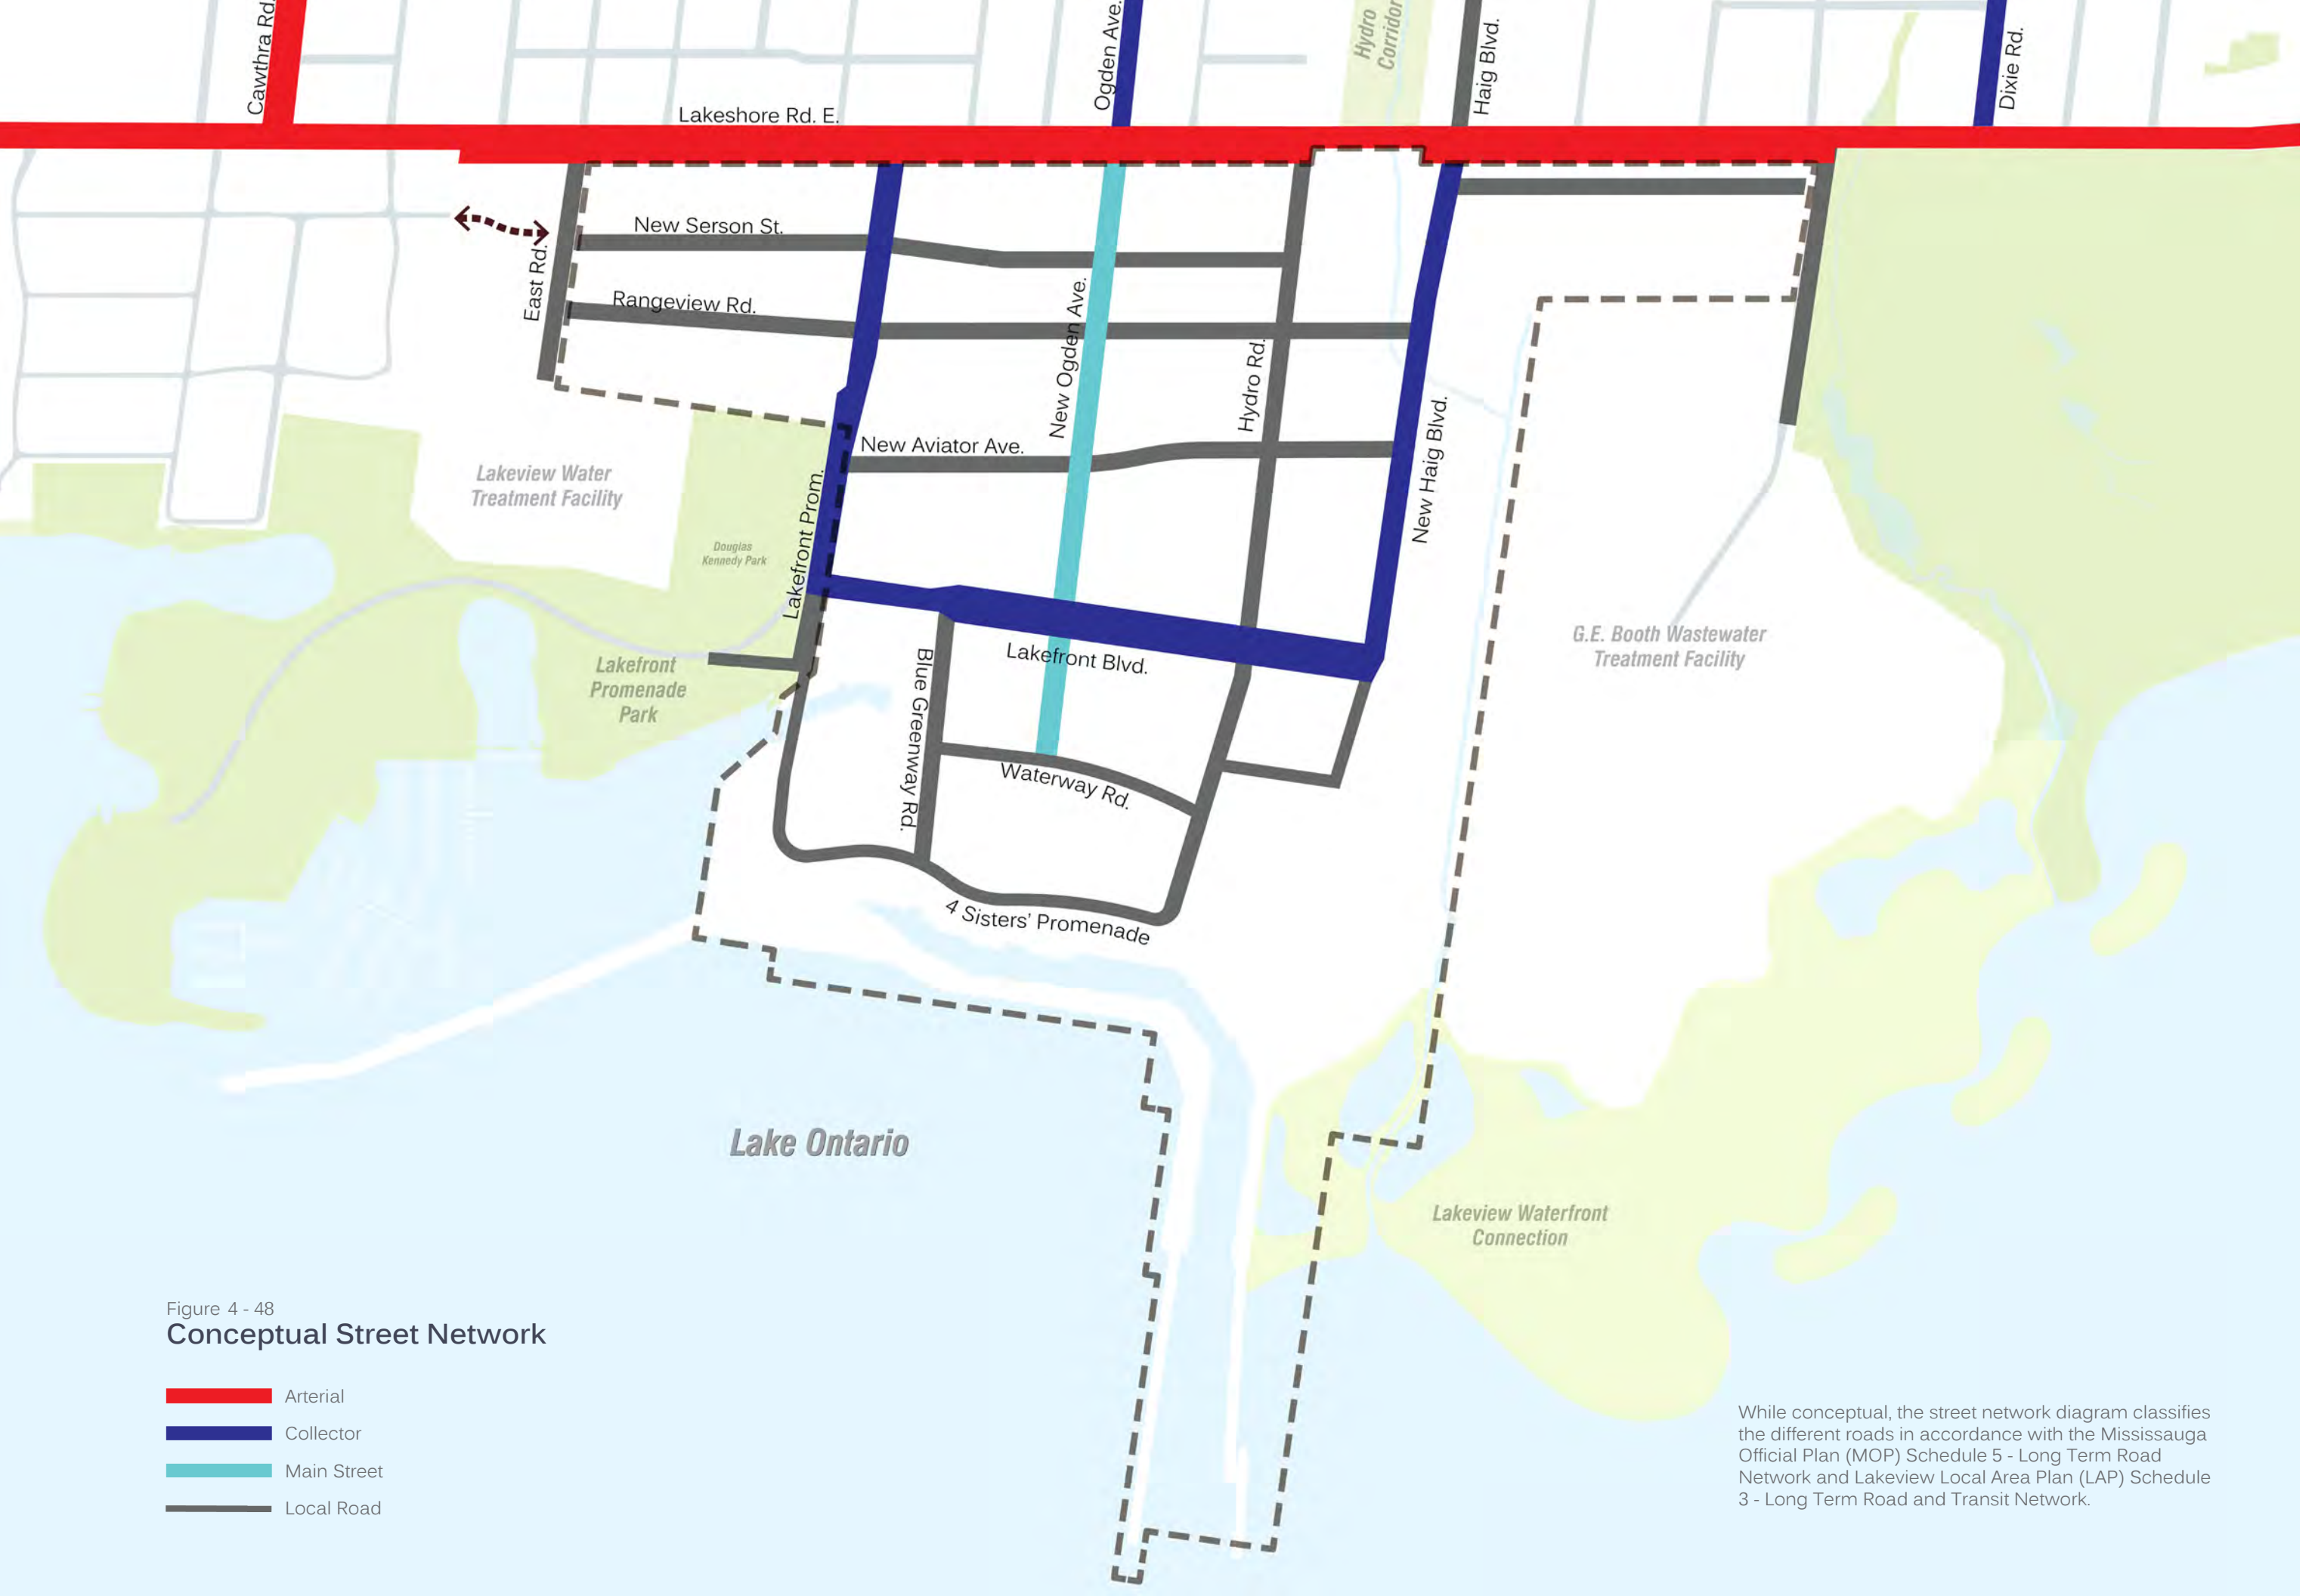 Cawthra Rd.
Ogden Ave.
Hydro
Corridor
Haig Blvd.
Dixie Rd.
Lakeshore Rd. E.
New Serson St.
East Rd.
Rangeview Rd.
New Ogden Ave.
Hydro Rd.
New Haig Blvd.
New Aviator Ave.
Lakeview Water
Treatment Facility
Lakefront Prom.
Douglas
Kennedy Park
G.E. Booth Wastewater
Treatment Facility
Lakefront
Promenade
Park
Blue Greenway Rd.
Lakefront Blvd.
Waterway Rd.
4 Sisters' Promenade
Lake Ontario
Lakeview Waterfront
Connection
Figure 4 - 48
Conceptual Street Network
Arterial
Collector
Main Street
Local Road
While conceptual, the street network diagram classifies
the different roads in accordance with the Mississauga
Official Plan (MOP) Schedule 5 - Long Term Road
Network and Lakeview Local Area Plan (LAP) Schedule
3 - Long Term Road and Transit Network.